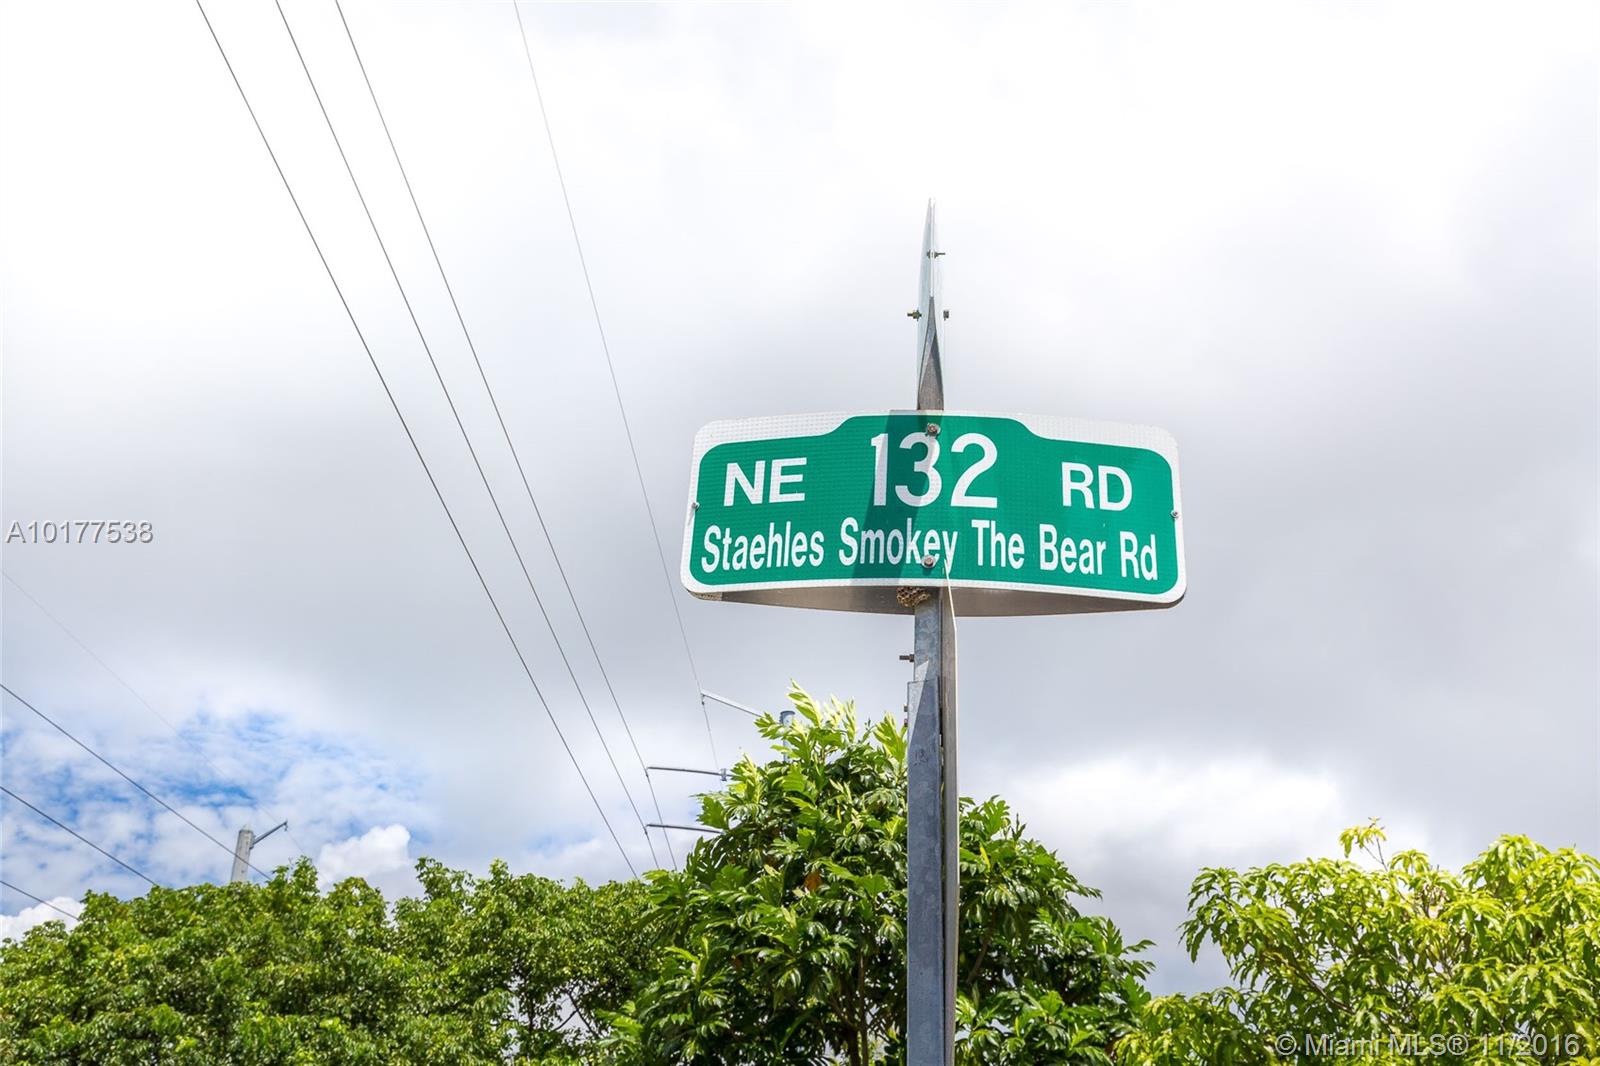 NE 132 RD
Staehles Smokey The Bear Rd
A10177538
© Miami MLS® 11/2016